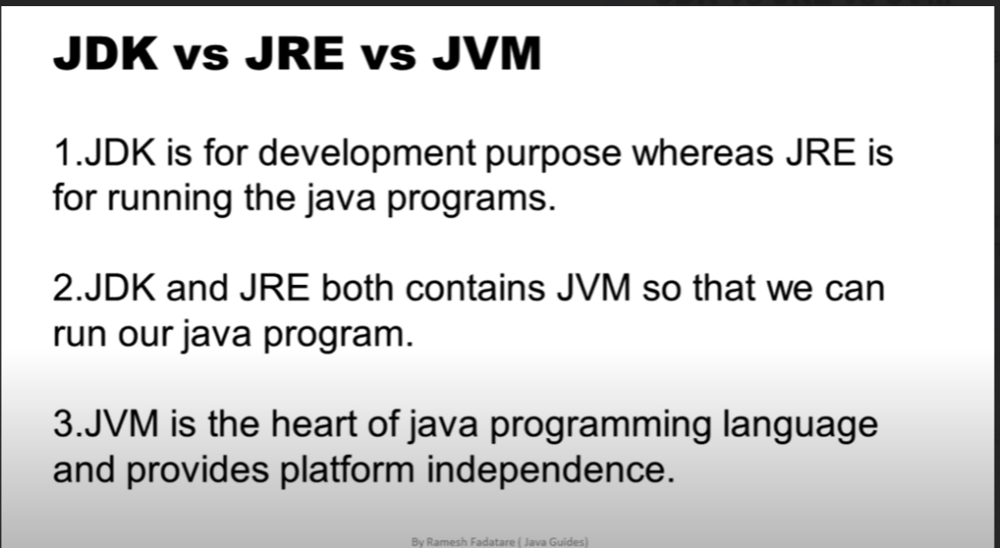 JDK vs JRE vs JVM
1.JDK is for development purpose whereas JRE is
for running the java programs.
2.JDK and JRE both contains JVM so that we can
run our java program.
3.JVM is the heart of java programming language
and provides platform independence.
By Ramesh Fadatare ( Java Guides)